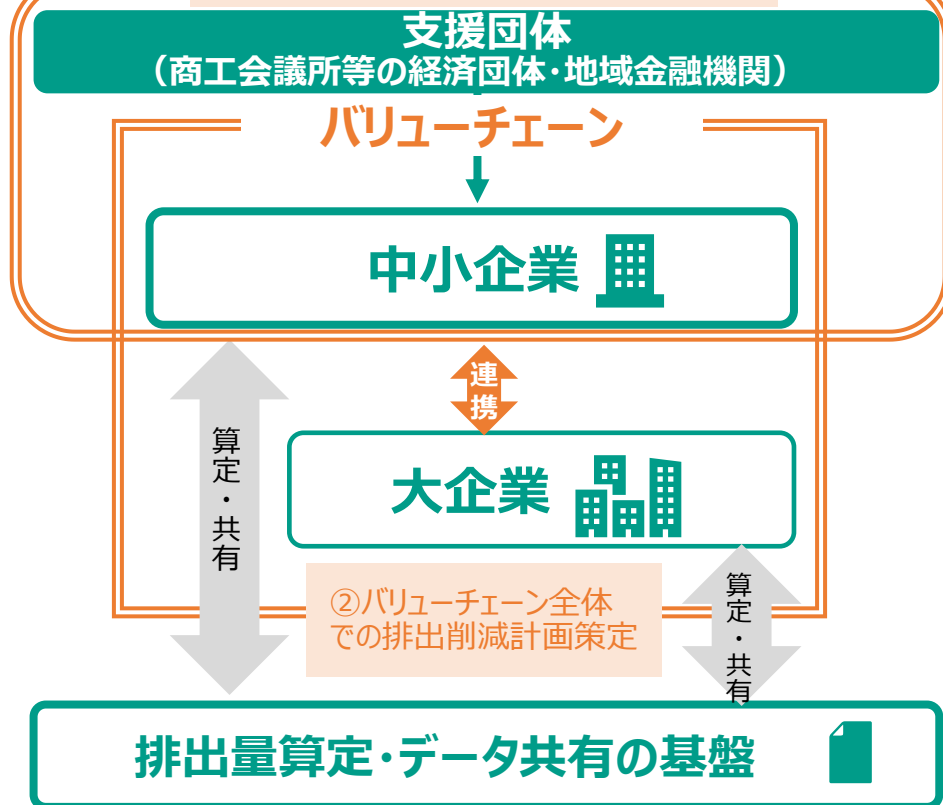 支援団体
（商工会議所等の経済団体・地域金融機関）
バリューチェーン
中小企業
連携
大企業
算定・共有
②バリューチェーン全体
での排出削減計画策定
算定・共有
排出量算定・データ共有の基盤